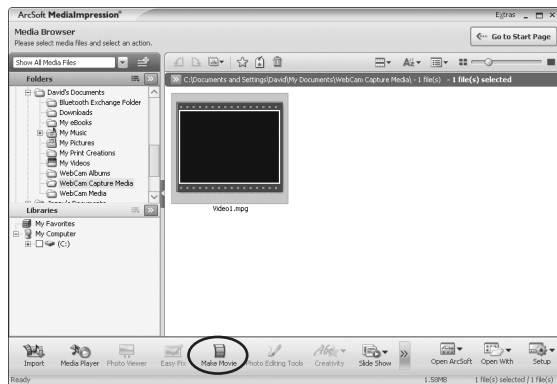 ArcSoft MediaImpression®
Extras
Media Browser
Please select media files and select an action.
Go to Start Page
Show All Media Files
Folders
C:\Documents and Settings\David\My Documents\WebCam Capture Media\ - 1 file(s) - 1 file(s) selected
David's Documents
Bluetooth Exchange Folder
Downloads
My eBooks
My Music
My Pictures
My Print Creations
My Videos
WebCam Albums
WebCam Capture Media
WebCam Media
Video1.mpg
Libraries
My Favorites
My Computer
(C:)
Import
Media Player
Photo Viewer
Easy Fix
Make Movie
Photo Editing Tools
Creativity
Slide Show
Open ArcSoft
Open With
Setup
Ready
1.58MB
1 file(s) selected / 1 file(s)